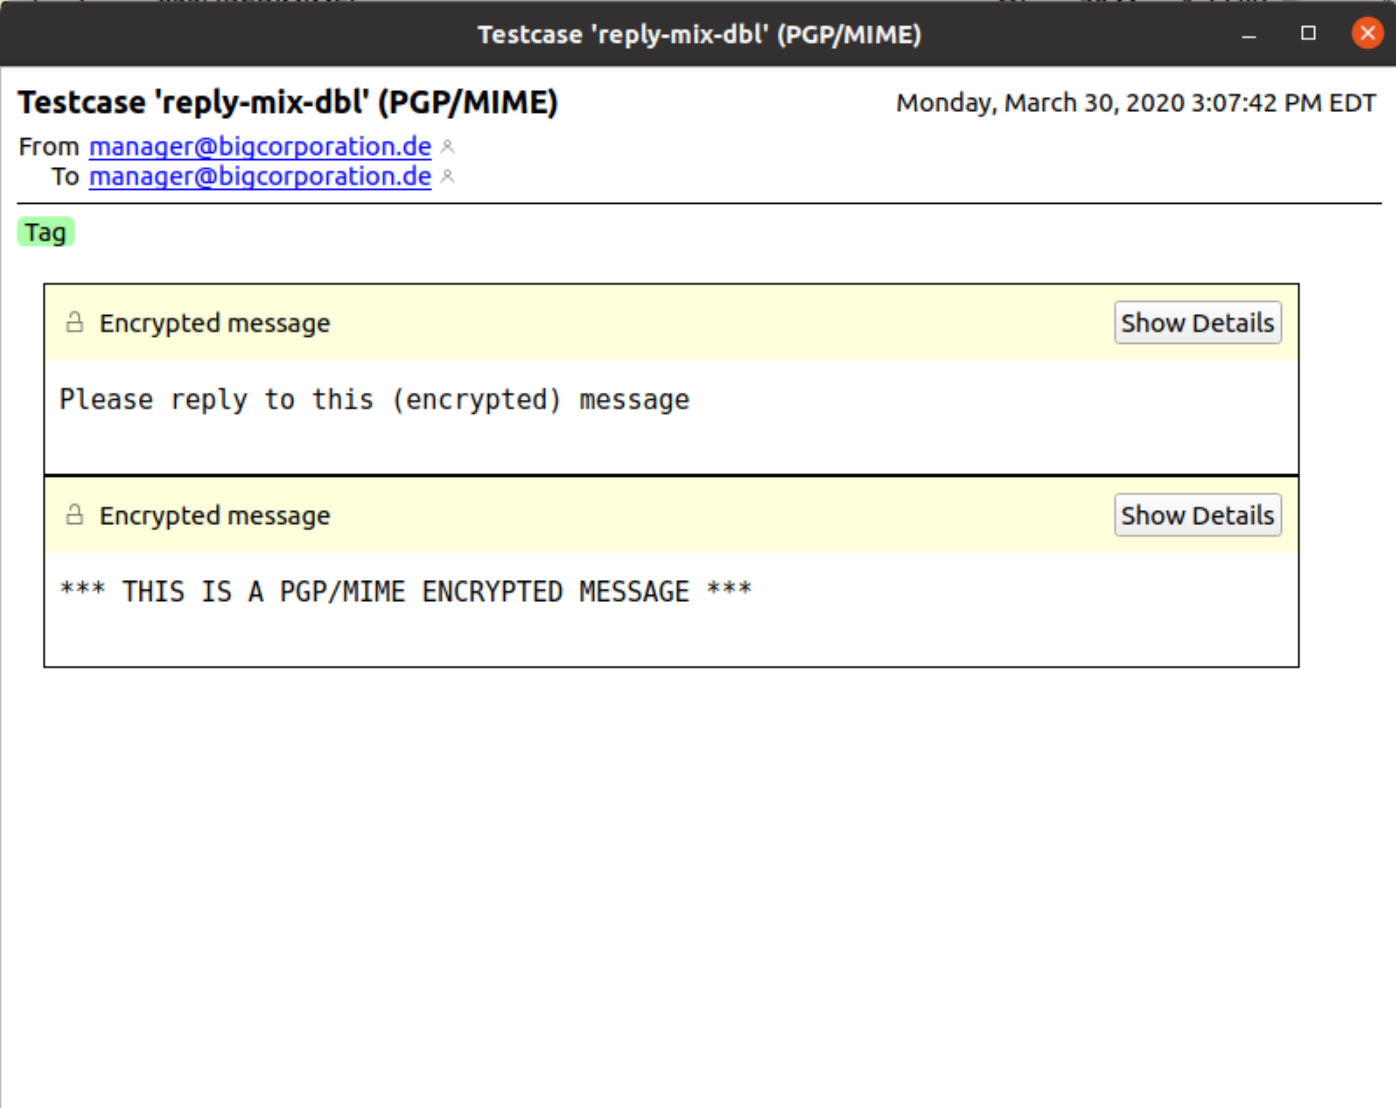 Testcase 'reply-mix-dbl' (PGP/MIME)
Testcase 'reply-mix-dbl' (PGP/MIME) Monday, March 30, 2020 3:07:42 PM EDT
From manager@bigcorporation.de
To manager@bigcorporation.de
Tag
Encrypted message Show Details
Please reply to this (encrypted) message
Encrypted message Show Details
*** THIS IS A PGP/MIME ENCRYPTED MESSAGE ***